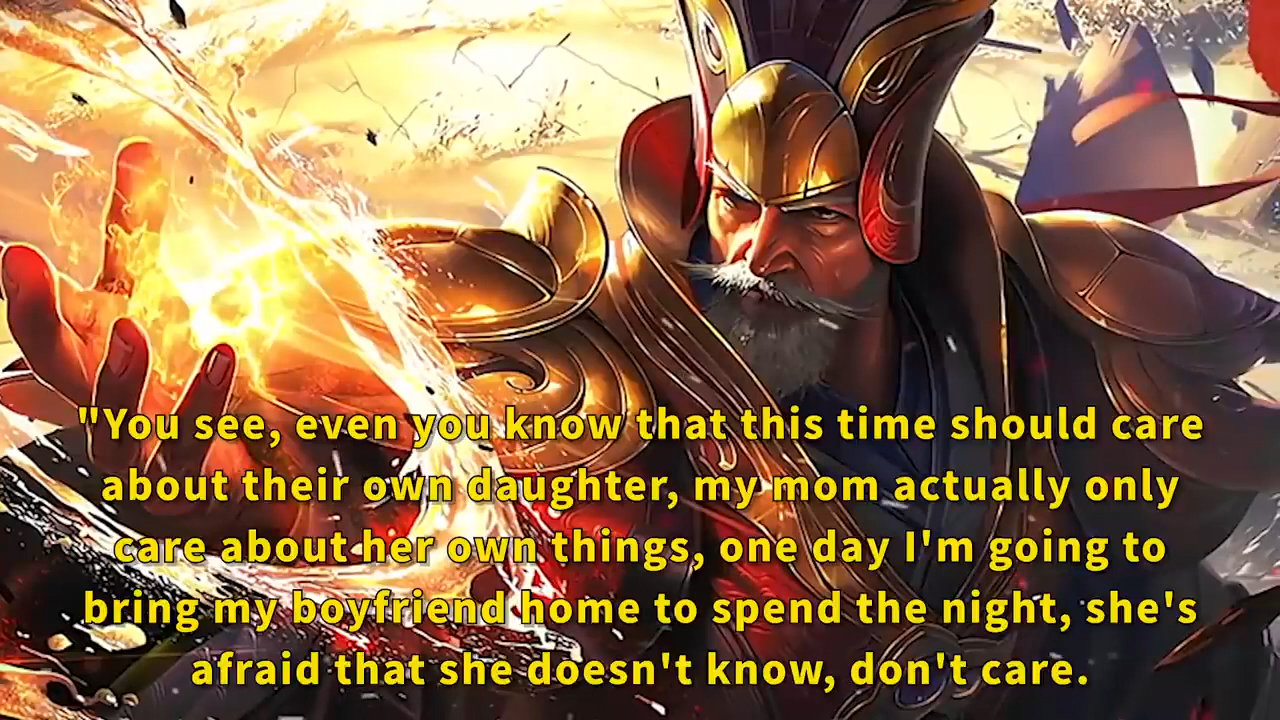 "You see, even you know that this time should care
about their own daughter, my mom actually only
care about her own things, one day I'm going to
bring my boyfriend home to spend the night, she's
afraid that she doesn't know, don't care.